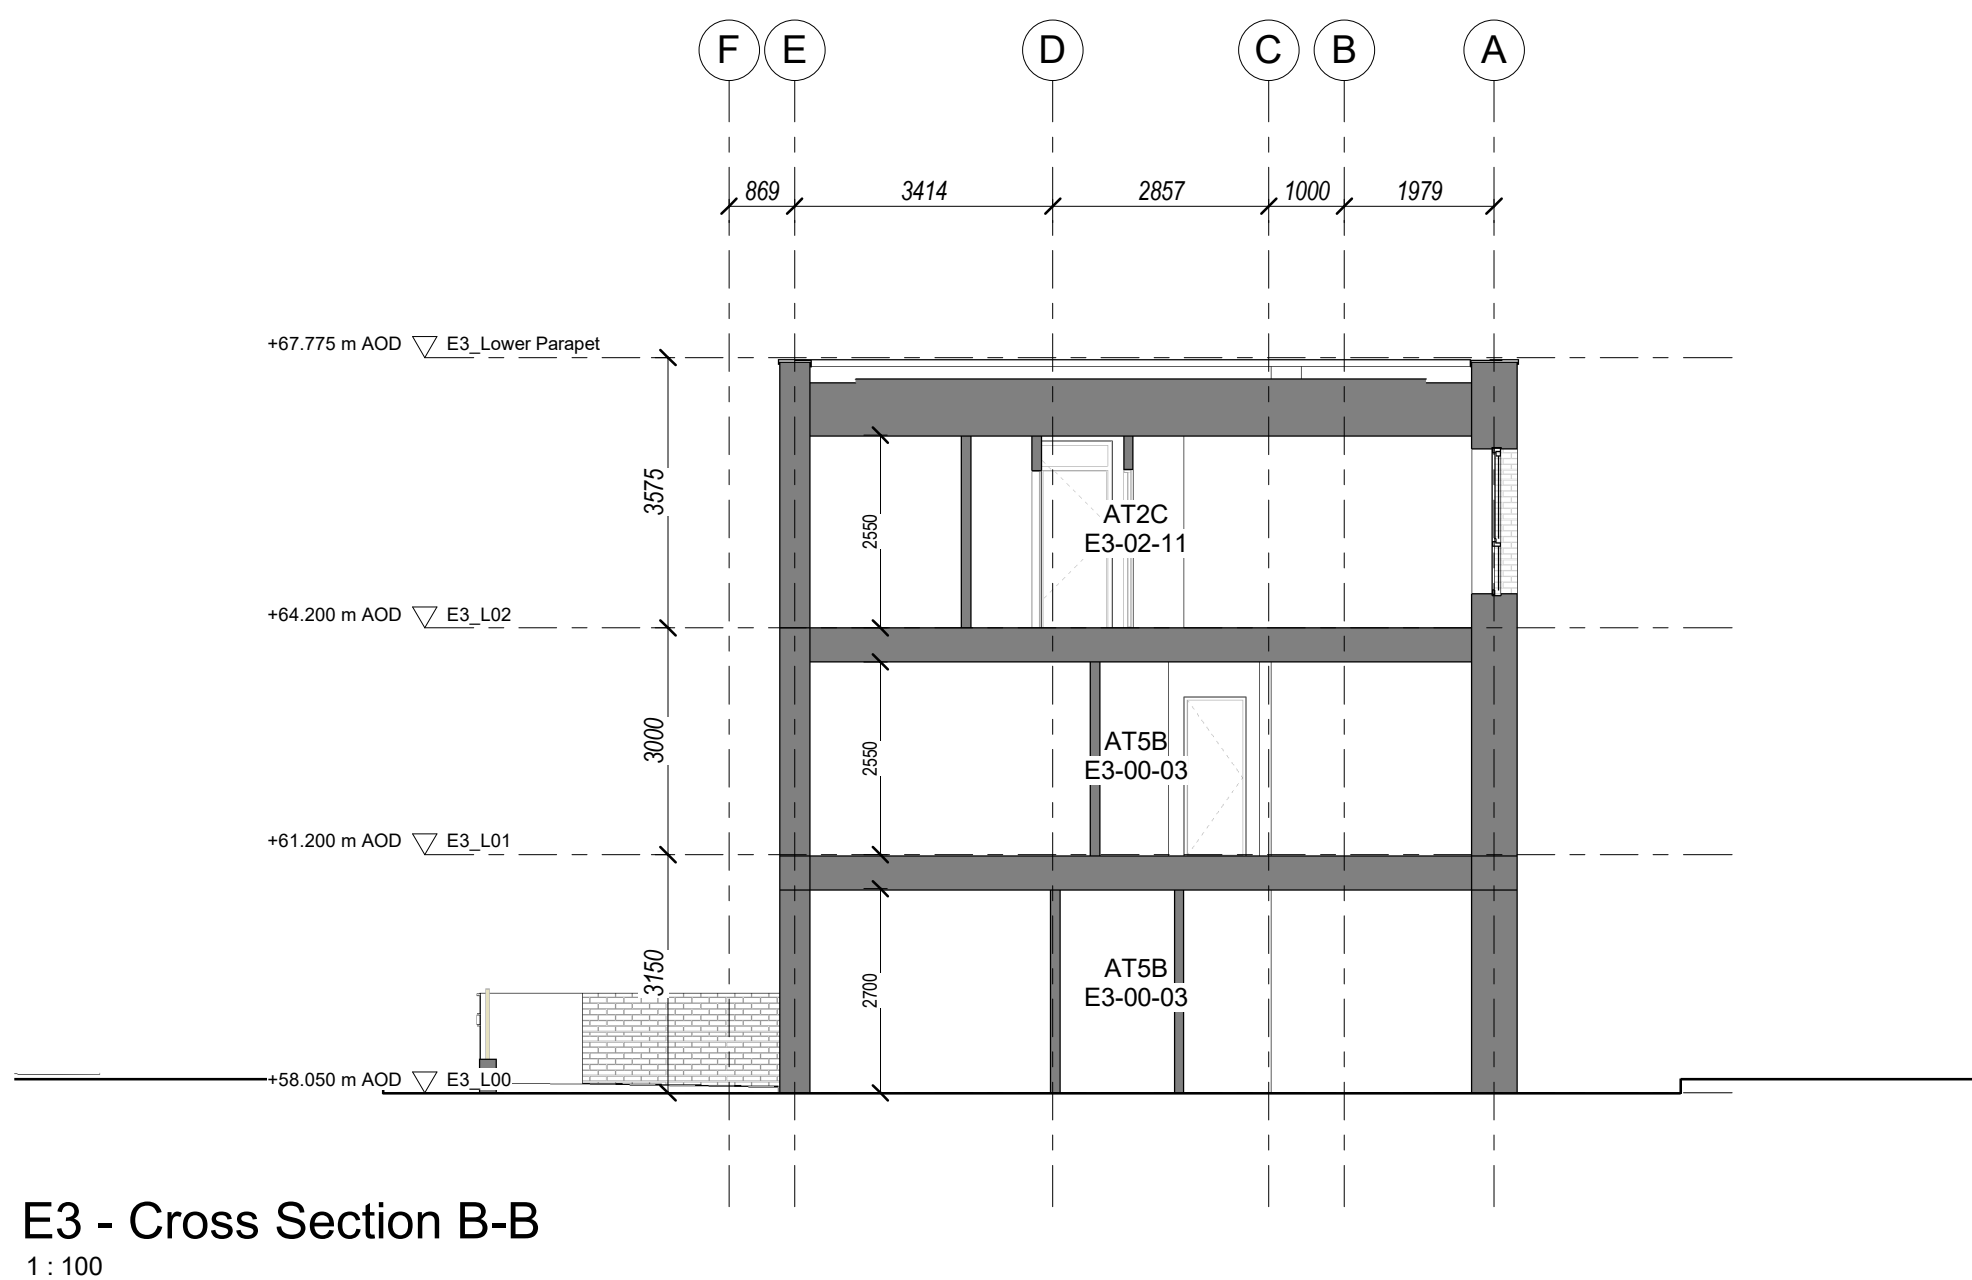 F E D C B A
869 3414 2857 1000 1979
+67.775 m AOD E3_Lower Parapet
3575
2550
AT2C
E3-02-11
+64.200 m AOD E3_L02
3000
2550
AT5B
E3-00-03
+61.200 m AOD E3_L01
3150
2700
AT5B
E3-00-03
+58.050 m AOD E3_L00
E3 - Cross Section B-B
1 : 100